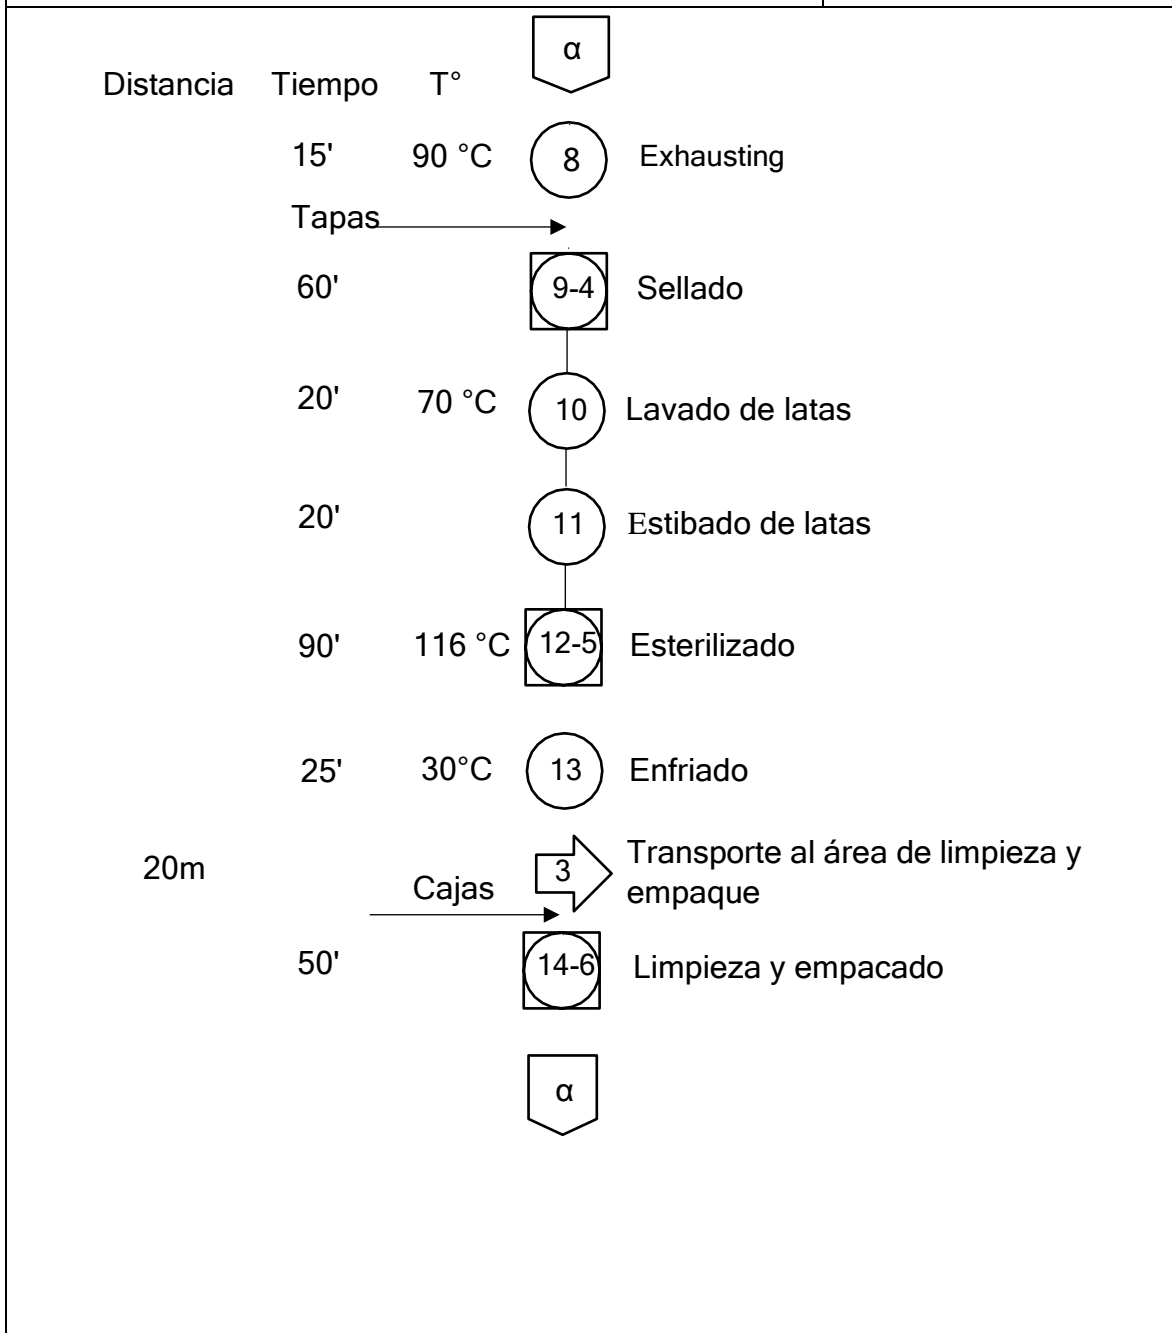 α
Distancia Tiempo T°
15' 90 °C 8 Exhausting
Tapas
60' 9-4 Sellado
20' 70 °C 10 Lavado de latas
20' 11 Estibado de latas
90' 116 °C 12-5 Esterilizado
25' 30°C 13 Enfriado
20m 3 Transporte al área de limpieza y
empaque
Cajas
50' 14-6 Limpieza y empacado
α